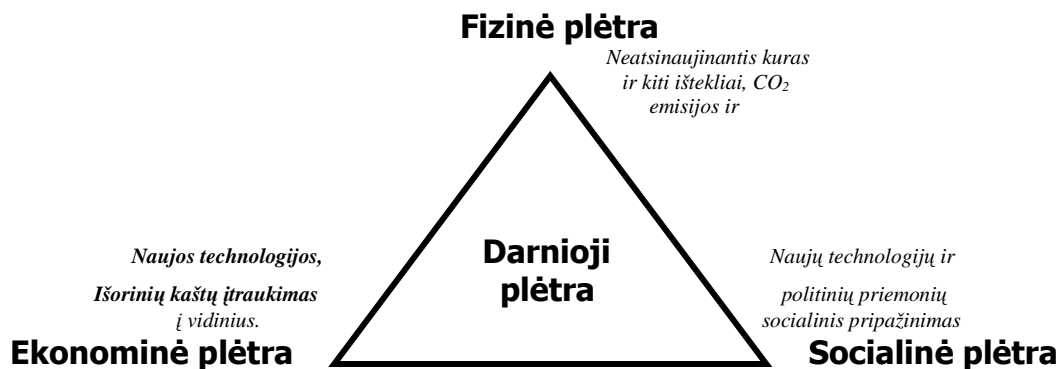 Fizinė plėtra
Neatsinaujinantis kuras
ir kiti ištekliai, CO₂
emisijos ir
Darnioji
plėtra
Naujos technologijos,
Išorinių kaštų įtraukimas
į vidinius.
Ekonominė plėtra
Naujų technologijų ir
politinių priemonių
socialinis pripažinimas
Socialinė plėtra